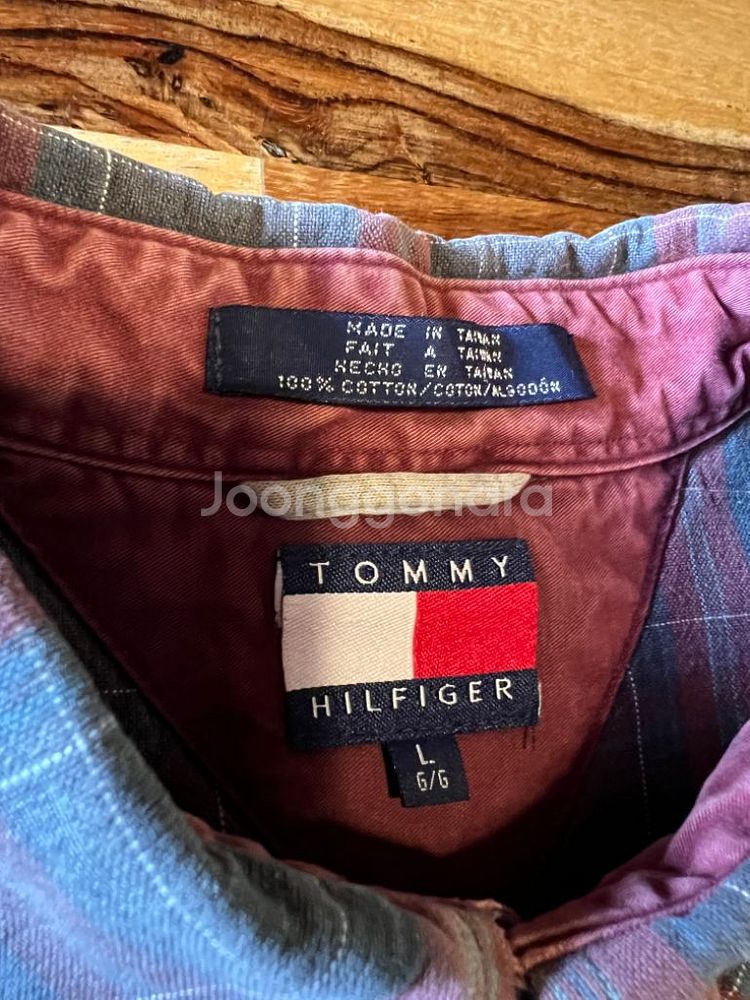 MADE IN TAIWAN
FAIT A TAIWAN
HECHO EN TAIWAN
100% COTTON/COTON/ALGODÓN
Joonggonara
TOMMY
HILFIGER
L.
G/G